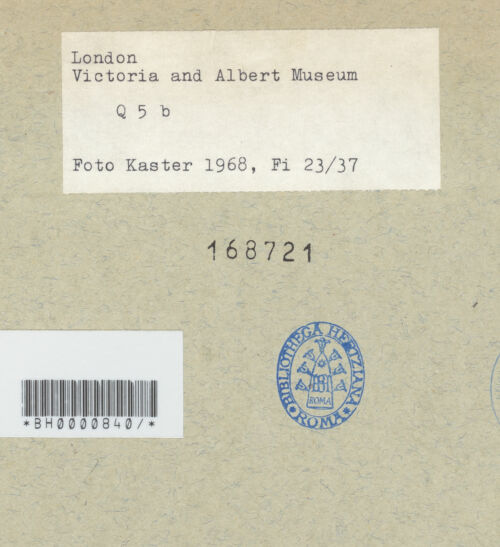 London
Victoria and Albert Museum
Q 5 b
Foto Kaster 1968, Fi 23/37
168721
*BH0000840/*
BIBLIOTHECA HERTZIANA
ROMA
ROMA